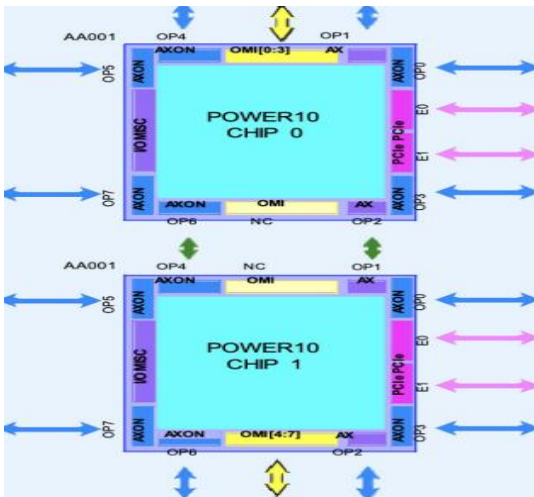 AA001 OP4 OP1
AXON OMI[0:3] AX
OP5 AXON AXON OP0
POWER10
CHIP 0
I/O MISC PCIe PCIe E0 E1
OP7 AXON AXON OP3
AXON OMI AX
OP6 NC OP2
AA001 OP4 NC OP1
AXON OMI AX
OP5 AXON AXON OP0
POWER10
CHIP 1
I/O MISC PCIe PCIe E0 E1
OP7 AXON AXON OP3
AXON OMI[4:7] AX
OP6 OP2